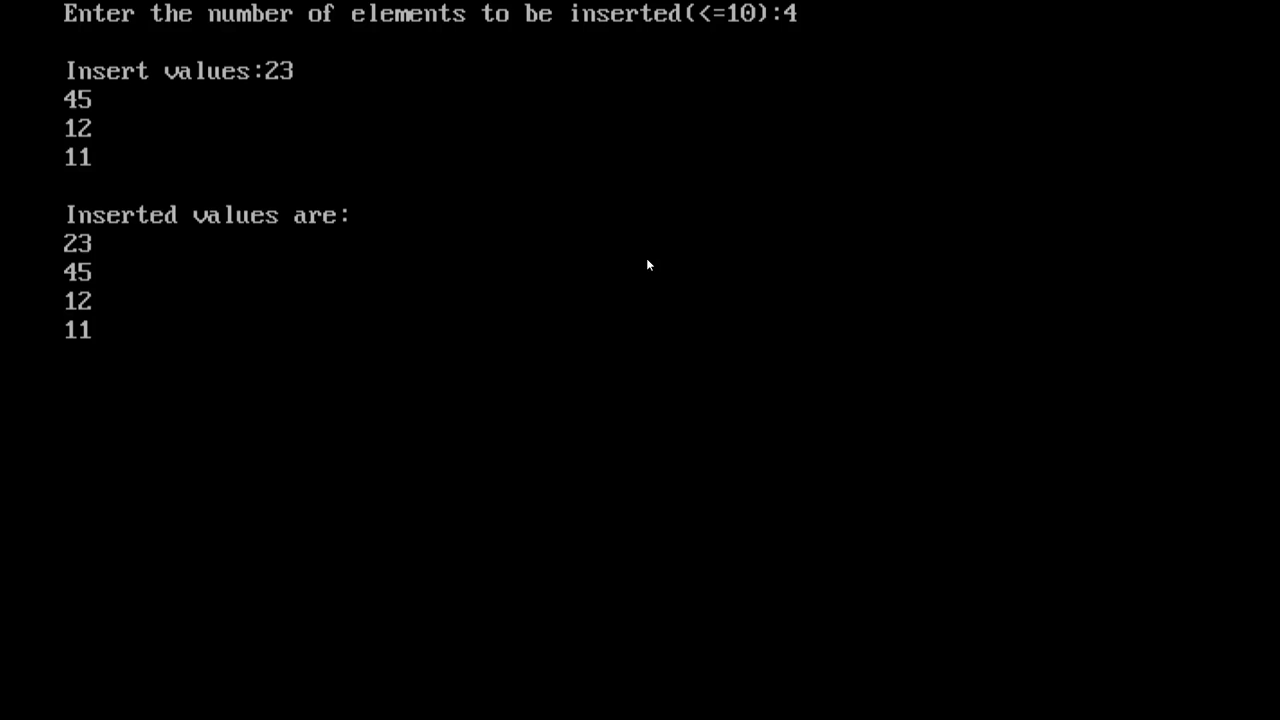 Enter the number of elements to be inserted(<=10):4
Insert values:23
45
12
11
Inserted values are:
23
45
12
11